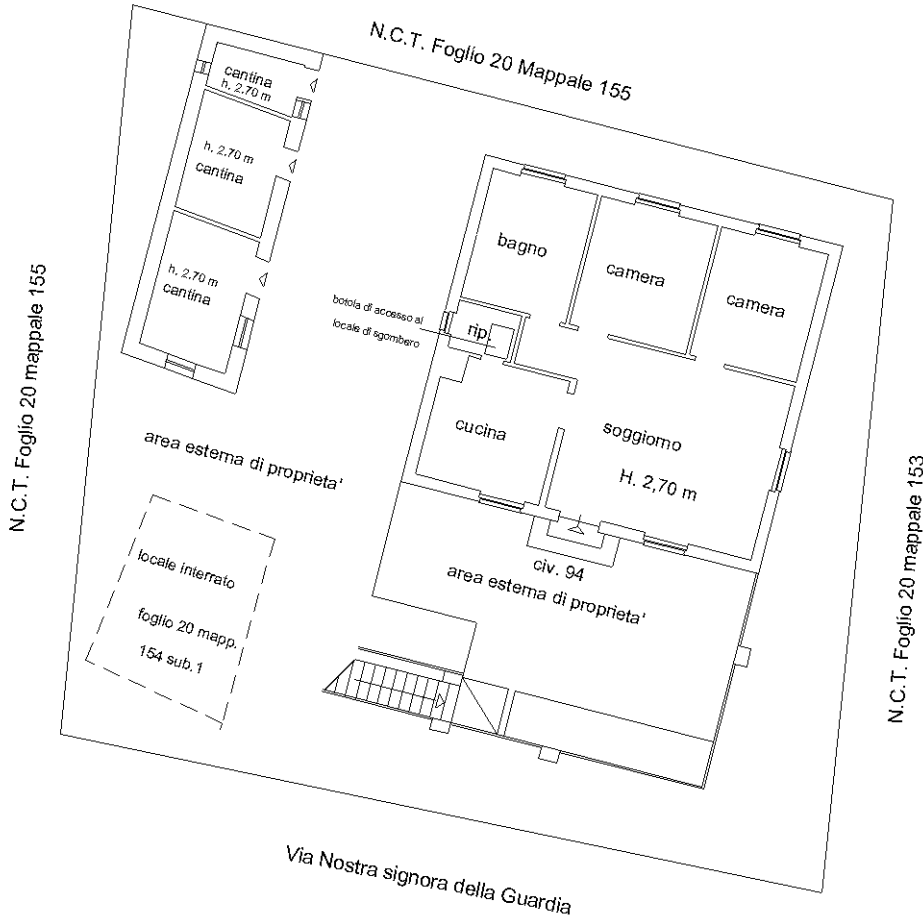 N.C.T. Foglio 20 Mappale 155
cantina
h. 2.70 m
h. 2.70 m
cantina
h. 2.70 m
cantina
bagno
camera
camera
botola di accesso al
locale di sgombero
rip.
cucina
soggiorno
H. 2,70 m
N.C.T. Foglio 20 mappale 155
area esterna di proprieta'
N.C.T. Foglio 20 mappale 153
civ. 94
area esterna di proprieta'
locale interrato
foglio 20 mapp.
154 sub.1
Via Nostra signora della Guardia